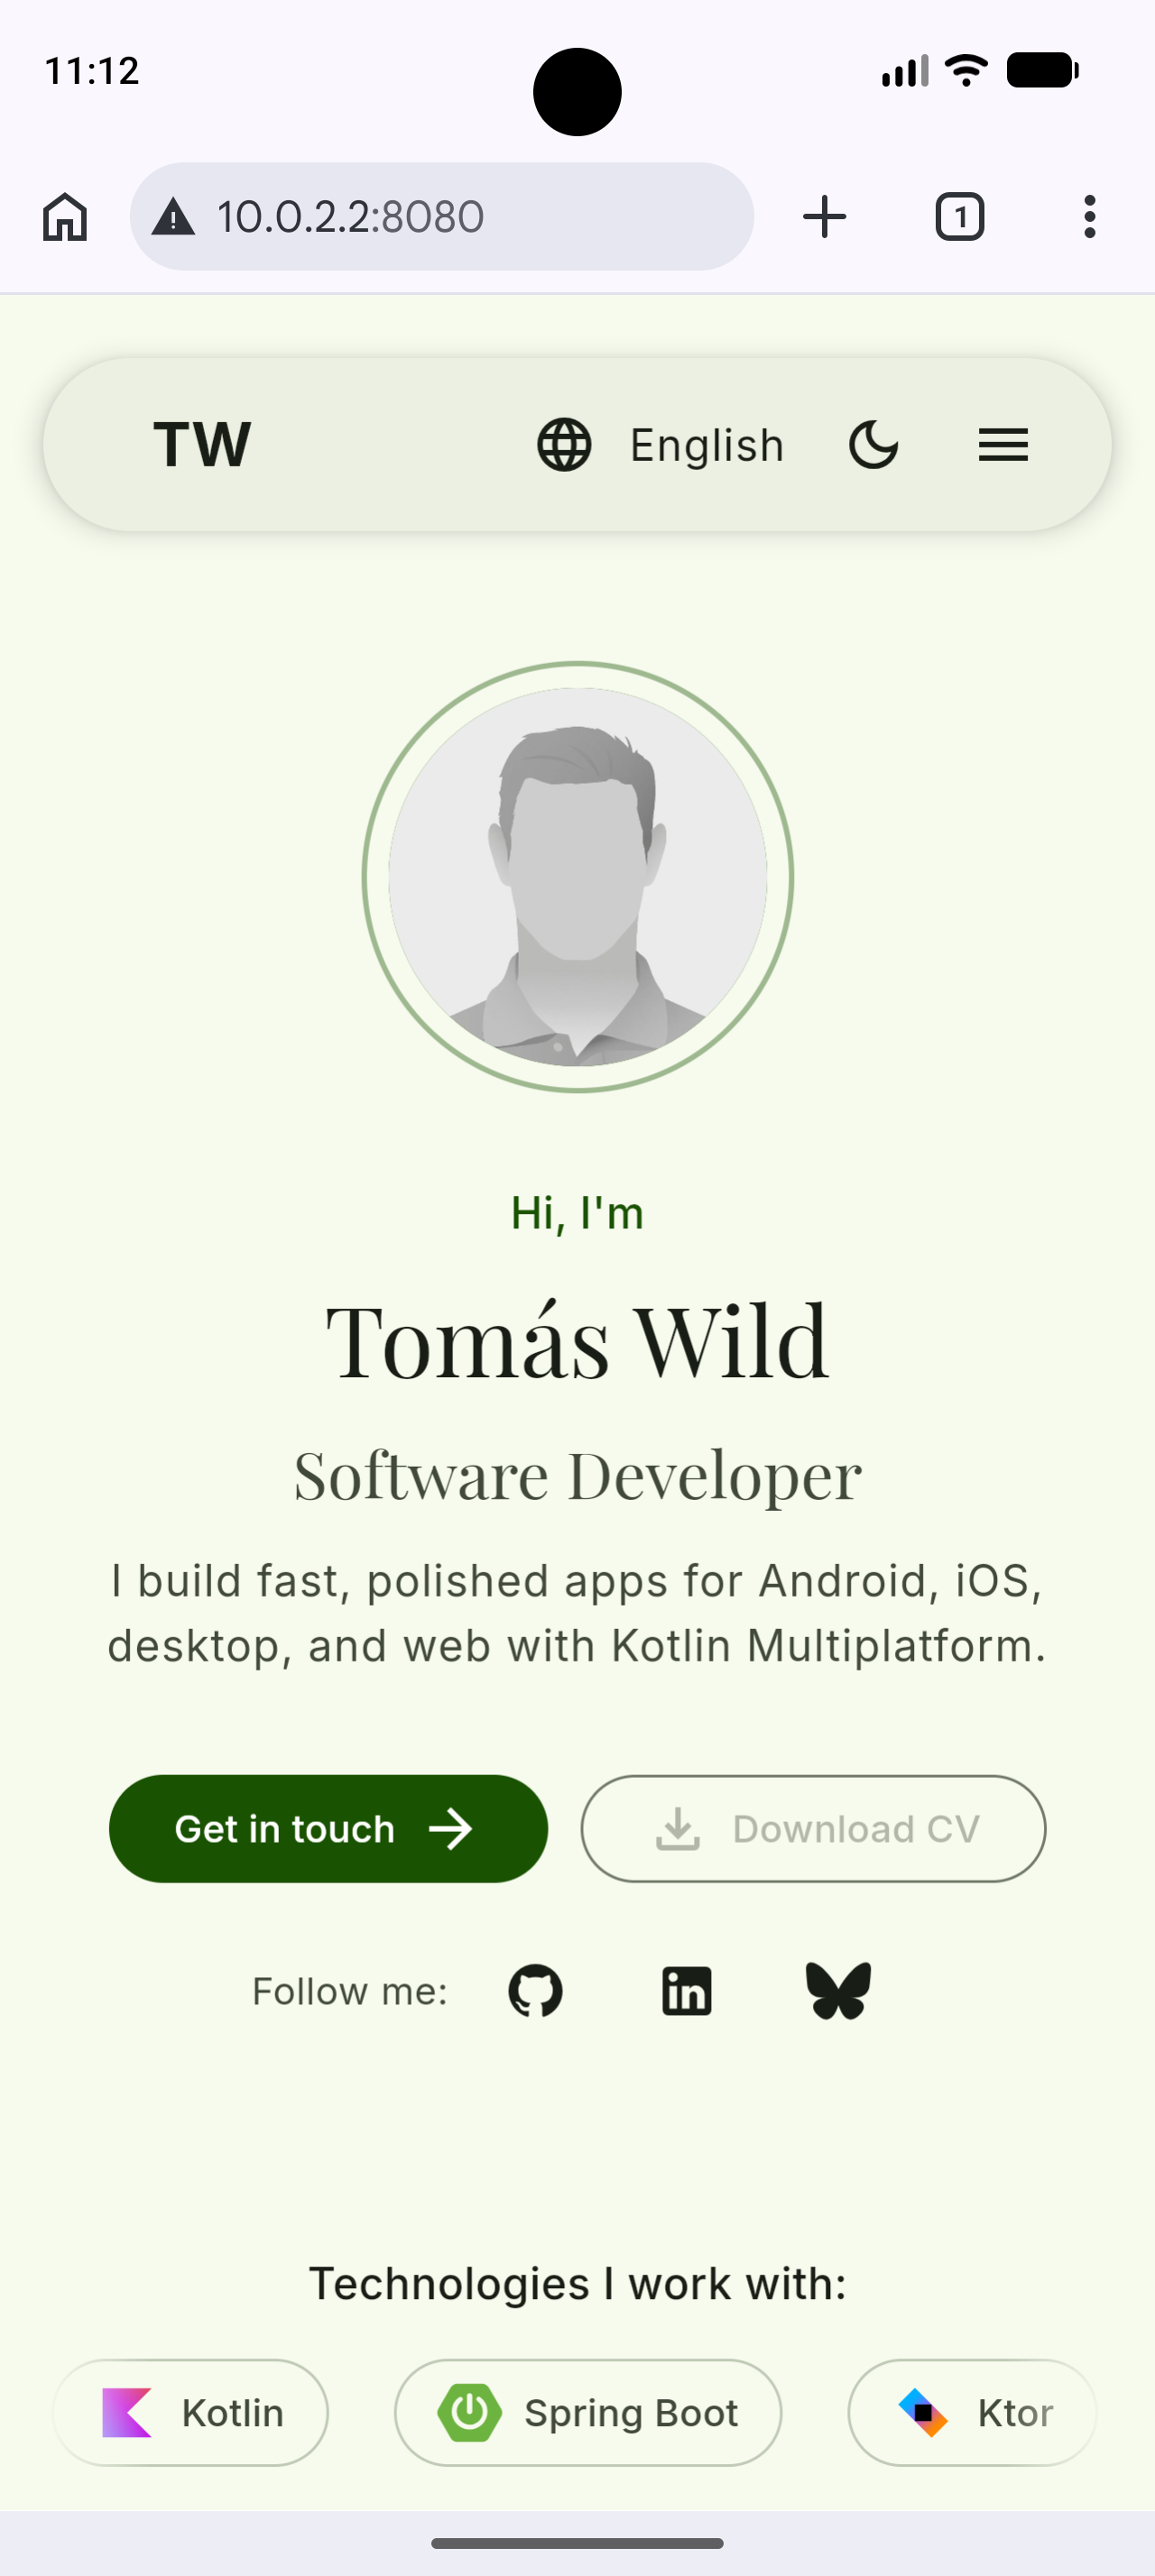 11:12
10.0.2.2:8080
1
TW
English
Hi, I'm
Tomás Wild
Software Developer
I build fast, polished apps for Android, iOS,
desktop, and web with Kotlin Multiplatform.
Get in touch
Download CV
Follow me:
in
Technologies I work with:
Kotlin
Spring Boot
Ktor